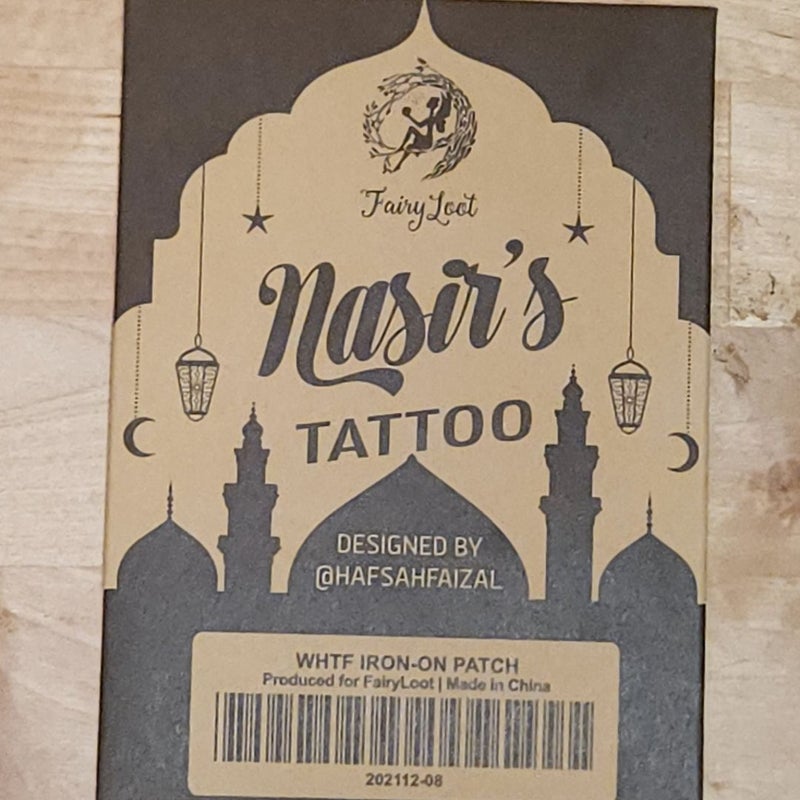 FairyLoot
Nasir's
TATTOO
DESIGNED BY
@HAFSAHFAIZAL
WHTF IRON-ON PATCH
Produced for FairyLoot | Made in China
202112-08